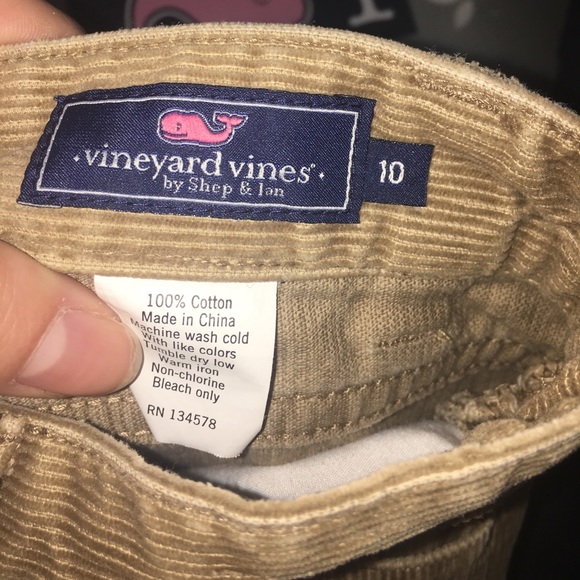 vineyard vines®
by Shep & Ian
10
100% Cotton
Made in China
Machine wash cold
With like colors
Tumble dry low
Warm iron
Non-chlorine
Bleach only
RN 134578